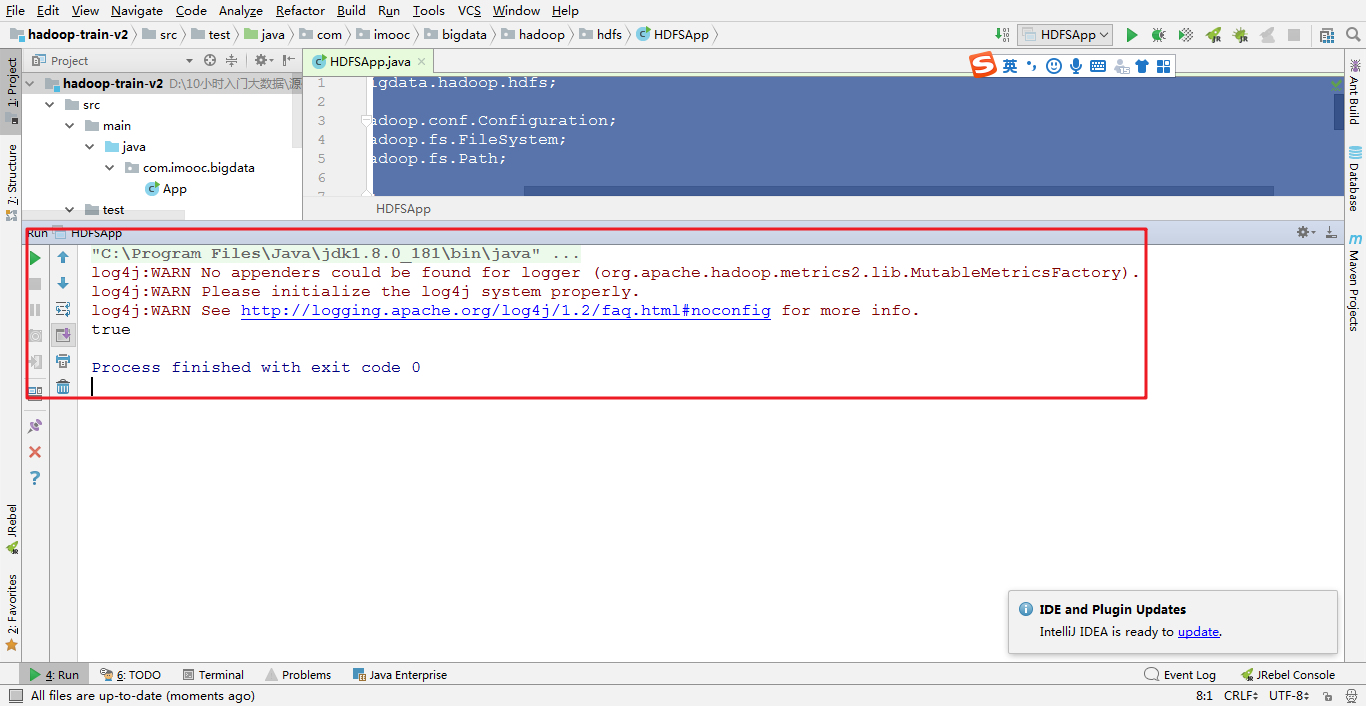 File Edit View Navigate Code Analyze Refactor Build Run Tools VCS Window Help
hadoop-train-v2 src test java com imooc bigdata hadoop hdfs HDFSApp HDFSApp
1: Project
Project
HDFSApp.java
英
hadoop-train-v2 D:\10小时入门大数据\源
src
main
java
com.imooc.bigdata
App
test
1 igdata.hadoop.hdfs;
2
3 adoop.conf.Configuration;
4 adoop.fs.FileSystem;
5 adoop.fs.Path;
6
7
HDFSApp
Ant Build
Database
Maven Projects
7: Structure
JRebel
2: Favorites
Run HDFSApp
"C:\Program Files\Java\jdk1.8.0_181\bin\java" ...
log4j:WARN No appenders could be found for logger (org.apache.hadoop.metrics2.lib.MutableMetricsFactory).
log4j:WARN Please initialize the log4j system properly.
log4j:WARN See http://logging.apache.org/log4j/1.2/faq.html#noconfig for more info.
true
Process finished with exit code 0
IDE and Plugin Updates
IntelliJ IDEA is ready to update.
4: Run 6: TODO Terminal Problems Java Enterprise Event Log JRebel Console
All files are up-to-date (moments ago) 8:1 CRLF UTF-8